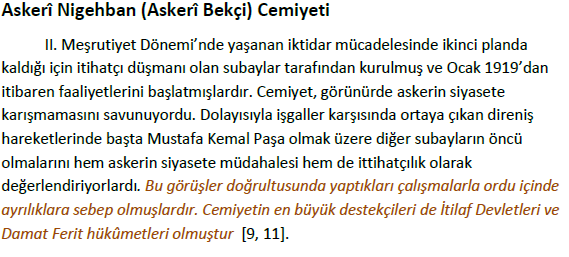 Askerî Nigehban (Askerî Bekçi) Cemiyeti
II. Meşrutiyet Dönemi’nde yaşanan iktidar mücadelesinde ikinci planda
kaldığı için itihatçı düşmanı olan subaylar tarafından kurulmuş ve Ocak 1919’dan
itibaren faaliyetlerini başlatmışlardır. Cemiyet, görünürde askerin siyasete
karışmamasını savunuyordu. Dolayısıyla işgaller karşısında ortaya çıkan direniş
hareketlerinde başta Mustafa Kemal Paşa olmak üzere diğer subayların öncü
olmalarını hem askerin siyasete müdahalesi hem de ittihatçılık olarak
değerlendiriyorlardı. Bu görüşler doğrultusunda yaptıkları çalışmalarla ordu içinde
ayrılıklara sebep olmuşlardır. Cemiyetin en büyük destekçileri de İtilaf Devletleri ve
Damat Ferit hükûmetleri olmuştur [9, 11].